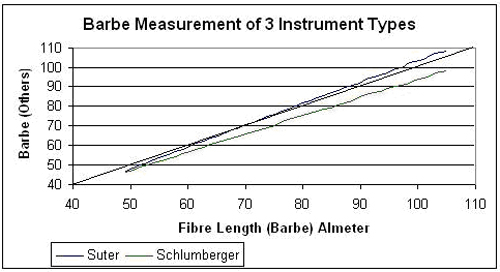 Barbe Measurement of 3 Instrument Types
Barbe (Others)
110
100
90
80
70
60
50
40
40 50 60 70 80 90 100 110
Fibre Length (Barbe) Almeter
Suter Schlumberger